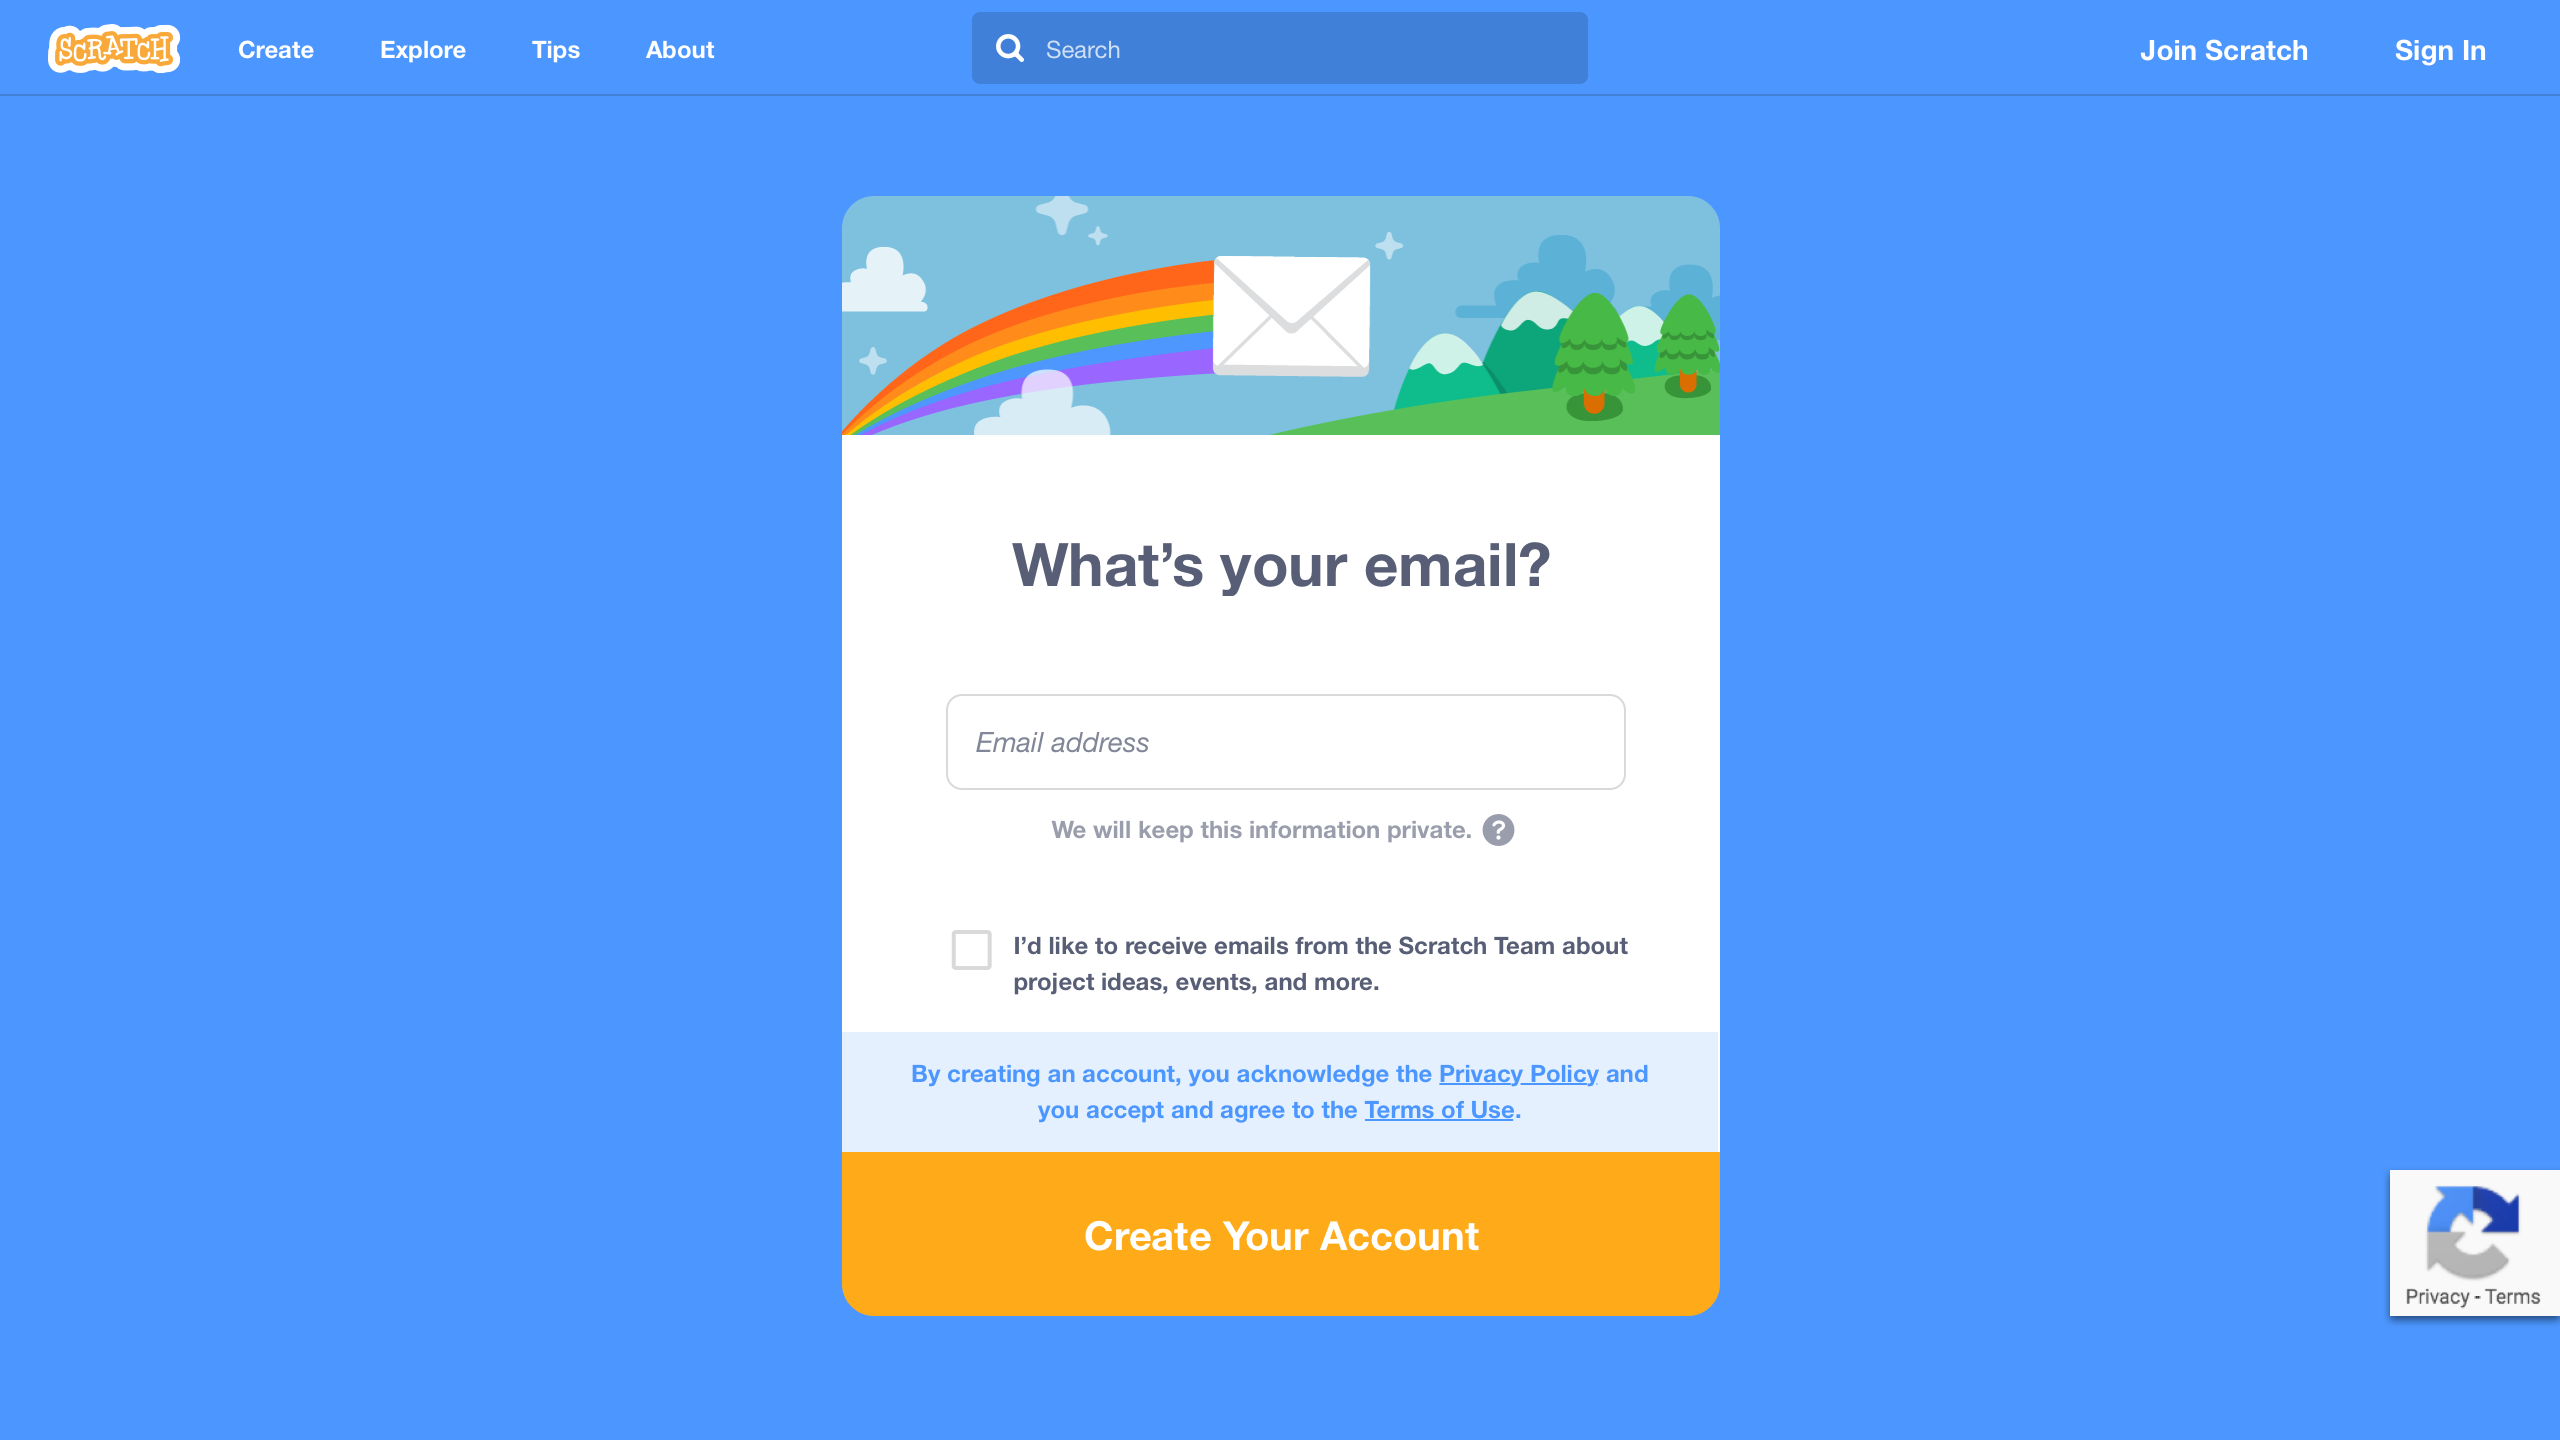 SCRATCH
Create
Explore
Tips
About
Search
Join Scratch
Sign In
What’s your email?
Email address
We will keep this information private. ?
I’d like to receive emails from the Scratch Team about
project ideas, events, and more.
By creating an account, you acknowledge the Privacy Policy and
you accept and agree to the Terms of Use.
Create Your Account
Privacy - Terms